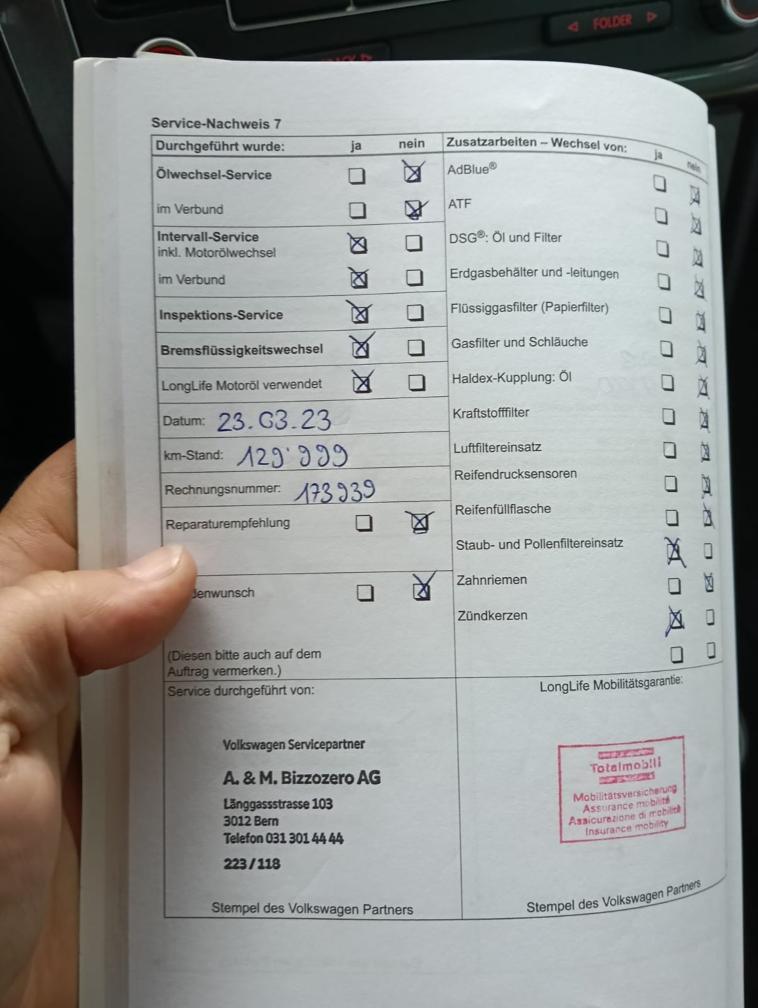 FOLDER
Service-Nachweis 7
Durchgeführt wurde: ja nein
Ölwechsel-Service
im Verbund
Intervall-Service
inkl. Motorölwechsel
im Verbund
Inspektions-Service
Bremsflüssigkeitswechsel
LongLife Motoröl verwendet
Datum: 23.03.23
km-Stand: 129'999
Rechnungsnummer: 173939
Reparaturempfehlung
(Diesen bitte auch auf dem
Auftrag vermerken.)
Zusatzarbeiten – Wechsel von: ja nein
AdBlue®
ATF
DSG®: Öl und Filter
Erdgasbehälter und -leitungen
Flüssiggasfilter (Papierfilter)
Gasfilter und Schläuche
Haldex-Kupplung: Öl
Kraftstofffilter
Luftfiltereinsatz
Reifendrucksensoren
Reifenfüllflasche
Staub- und Pollenfiltereinsatz
Zahnriemen
Zündkerzen
Service durchgeführt von:
Volkswagen Servicepartner
A. & M. Bizzozero AG
Länggassstrasse 103
3012 Bern
Telefon 031 301 44 44
223/118
Stempel des Volkswagen Partners
LongLife Mobilitätsgarantie:
Totalmobil!
Mobilitätsversicherung
Assurance mobilité
Assicurazione di mobilità
Insurance mobility
Stempel des Volkswagen Partners